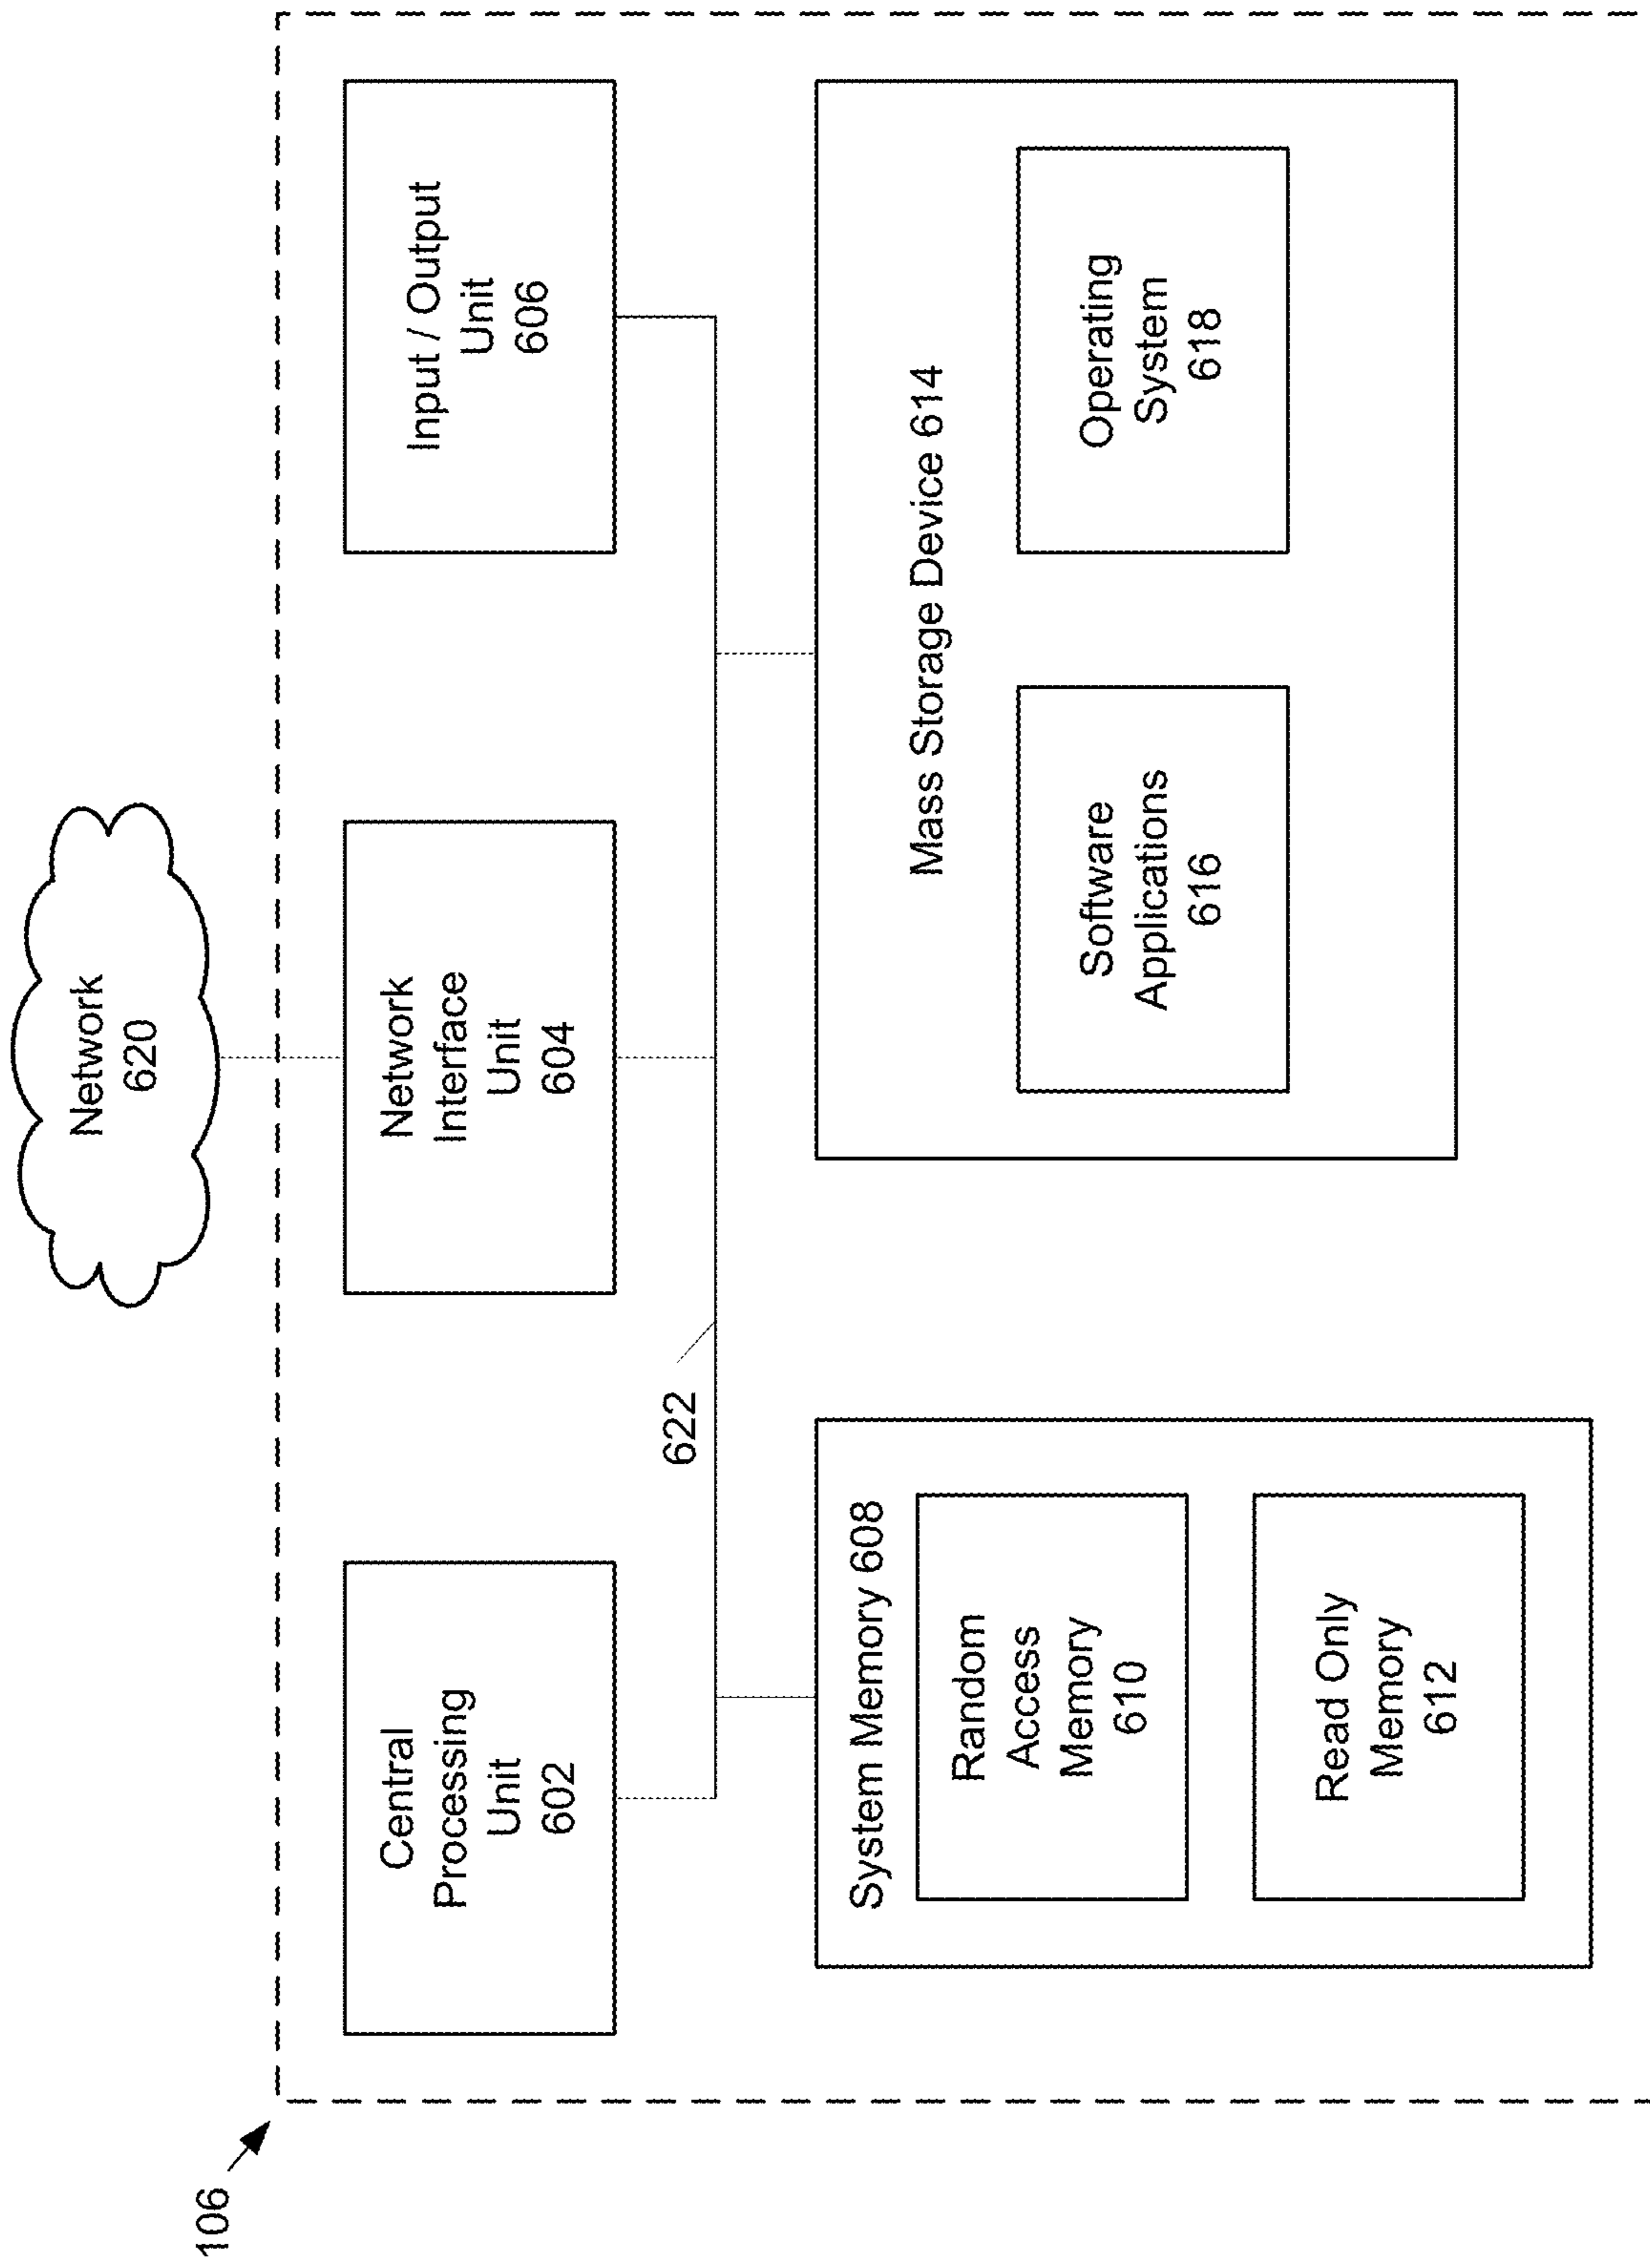 106
Network
620
Central
Processing
Unit
602
Network
Interface
Unit
604
Input / Output
Unit
606
622
System Memory 608
Random
Access
Memory
610
Read Only
Memory
612
Mass Storage Device 614
Software
Applications
616
Operating
System
618